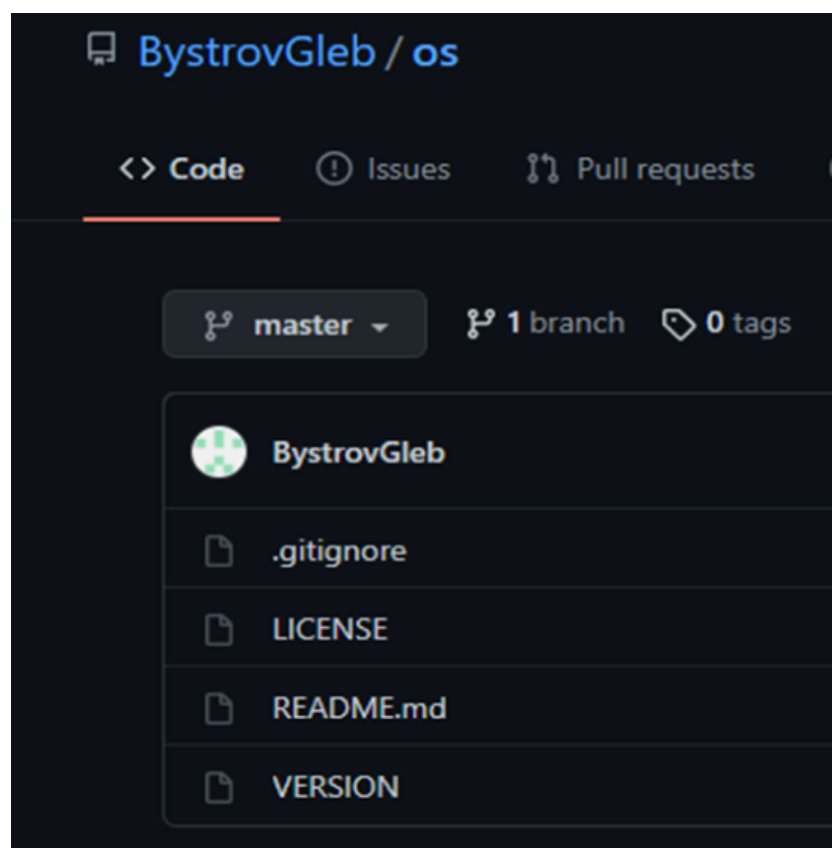 BystrovGleb / os
<> Code Issues Pull requests
master 1 branch 0 tags
BystrovGleb
.gitignore
LICENSE
README.md
VERSION